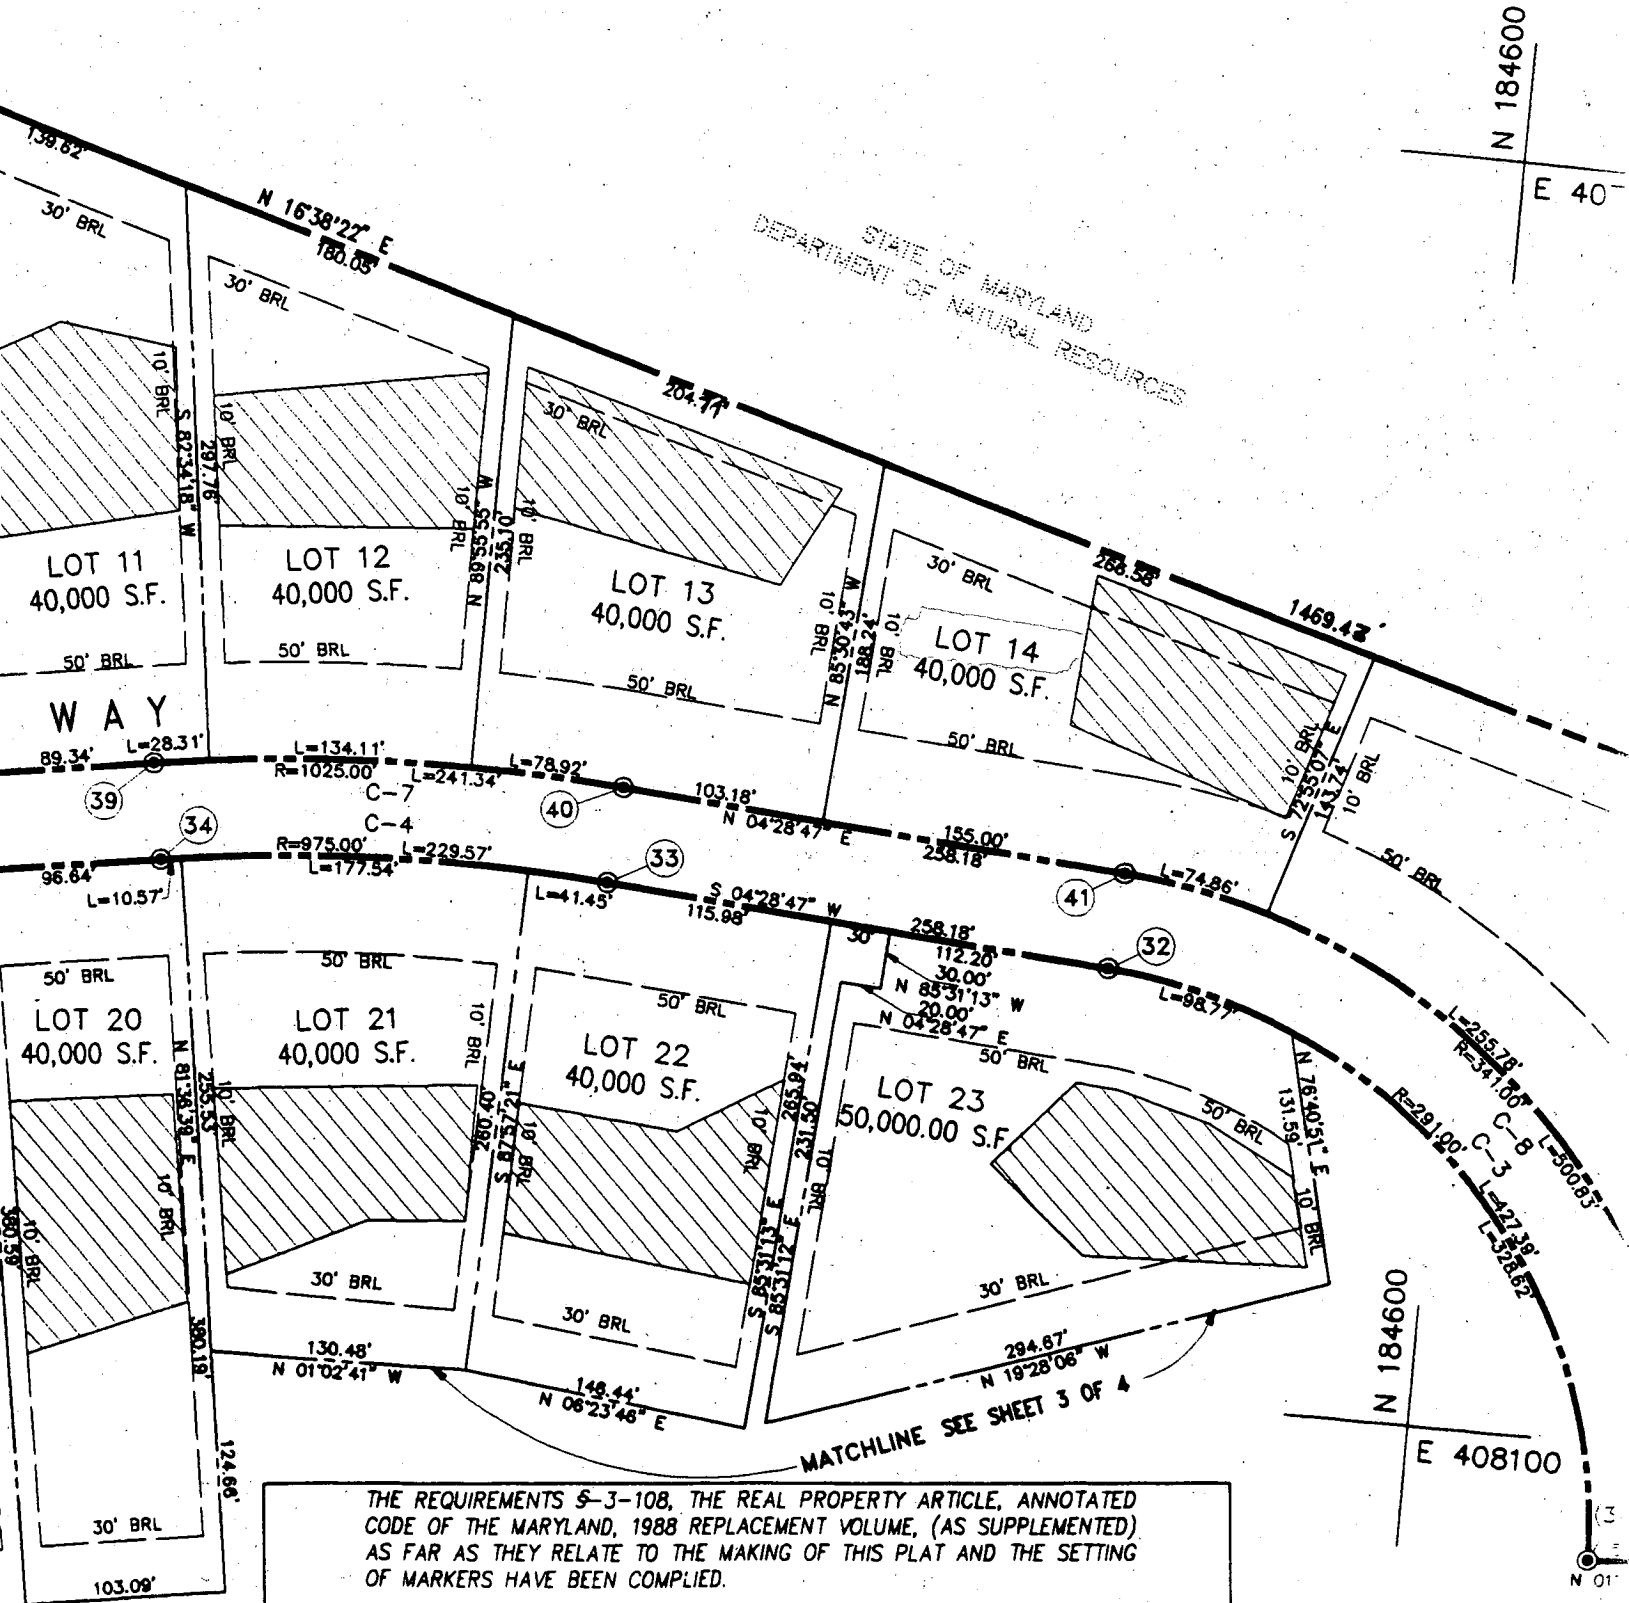 N 184600
E 40
139.62'
30' BRL
N 16°38'22" E
180.05'
30' BRL
STATE OF MARYLAND
DEPARTMENT OF NATURAL RESOURCES
204.71'
30' BRL
10' BRL
S 82°34'18" W
297.76'
10' BRL
10' BRL
N 89°55'55" W
235.10'
10' BRL
LOT 11
40,000 S.F.
LOT 12
40,000 S.F.
LOT 13
40,000 S.F.
10' BRL
N 85°30'43" W
188.24'
10' BRL
30' BRL
266.58'
1469.43'
LOT 14
40,000 S.F.
50' BRL
50' BRL
50' BRL
50' BRL
10' BRL
S 72°55'07" E
143.74'
10' BRL
50' BRL
WAY
89.34'
L=28.31'
39
L=134.11'
R=1025.00'
L=241.34'
C-7
L=78.92'
40
103.18'
N 04°28'47" E
155.00'
258.18'
41
L=74.86'
34
C-4
96.64'
L=10.57'
R=975.00'
L=229.57'
L=177.54'
33
L=41.45'
S 04°28'47" W
115.98'
30'
258.18'
112.20'
32
30.00'
N 85°31'13" W
20.00'
N 04°28'47" E
L=98.77'
50' BRL
50' BRL
50' BRL
50' BRL
50' BRL
LOT 20
40,000 S.F.
LOT 21
40,000 S.F.
LOT 22
40,000 S.F.
LOT 23
50,000.00 S.F.
N 81°38'39" E
255.53'
10' BRL
10' BRL
10' BRL
260.40'
S 87°57'21" E
10' BRL
10' BRL
265.94'
231.50'
10' BRL
S 85°31'13" E
S 85°31'12" E
N 76°40'51" E
131.59'
10' BRL
L=255.78'
R=341.00'
C-8
L=500.83'
R=291.00'
C-3
L=427.39'
L=328.62'
380.59'
10' BRL
380.19'
30' BRL
30' BRL
30' BRL
130.48'
N 01°02'41" W
146.44'
N 06°23'46" E
294.67'
N 19°28'06" W
MATCHLINE SEE SHEET 3 OF 4
N 184600
E 408100
124.66'
30' BRL
103.09'
THE REQUIREMENTS §-3-108, THE REAL PROPERTY ARTICLE, ANNOTATED
CODE OF THE MARYLAND, 1988 REPLACEMENT VOLUME, (AS SUPPLEMENTED)
AS FAR AS THEY RELATE TO THE MAKING OF THIS PLAT AND THE SETTING
OF MARKERS HAVE BEEN COMPLIED.
N 01°